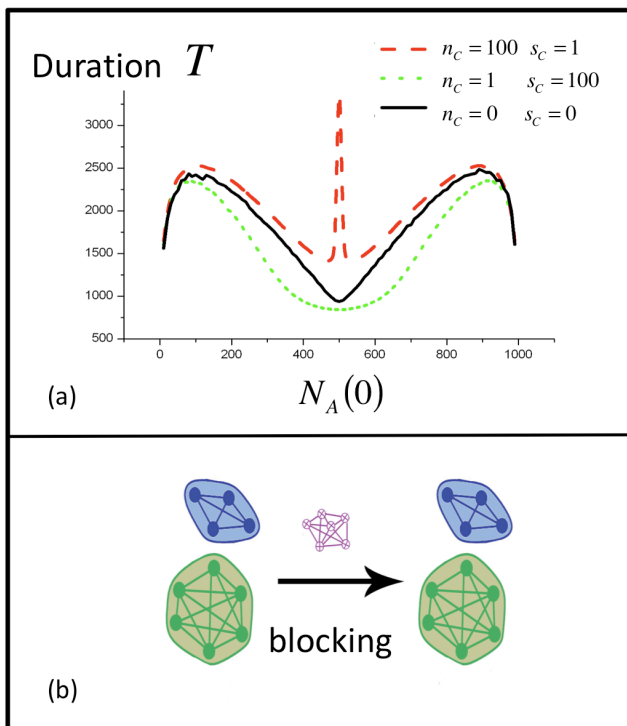 Duration T
n_C = 100 s_C = 1
n_C = 1 s_C = 100
n_C = 0 s_C = 0
3000
2500
2000
1500
1000
500
0 200 400 600 800 1000
(a)
N_A(0)
blocking
(b)